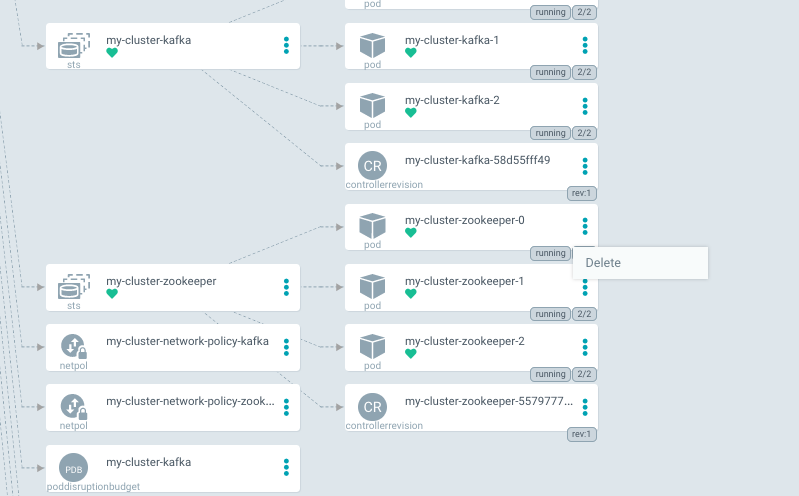 pod
running 2/2
my-cluster-kafka
sts
my-cluster-kafka-1
pod
running 2/2
my-cluster-kafka-2
pod
running 2/2
CR
my-cluster-kafka-58d55fff49
controllerrevision
rev:1
my-cluster-zookeeper-0
pod
running
Delete
my-cluster-zookeeper
sts
my-cluster-zookeeper-1
pod
running 2/2
my-cluster-network-policy-kafka
netpol
my-cluster-zookeeper-2
pod
running 2/2
my-cluster-network-policy-zook...
netpol
CR
my-cluster-zookeeper-5579777...
controllerrevision
rev:1
PDB
my-cluster-kafka
poddisruptionbudget